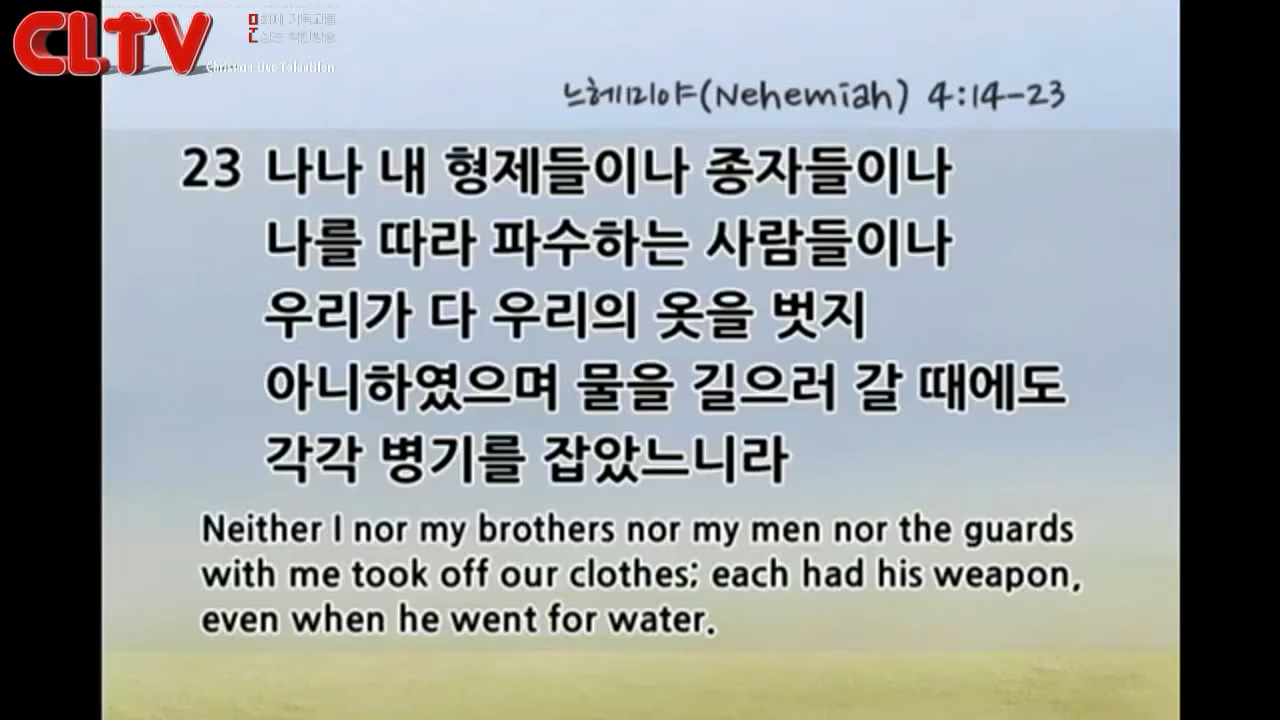 CLTV
Christian Live Television
느헤미야(Nehemiah) 4:14-23
23 나나 내 형제들이나 종자들이나
나를 따라 파수하는 사람들이나
우리가 다 우리의 옷을 벗지
아니하였으며 물을 길으러 갈 때에도
각각 병기를 잡았느니라
Neither I nor my brothers nor my men nor the guards
with me took off our clothes; each had his weapon,
even when he went for water.